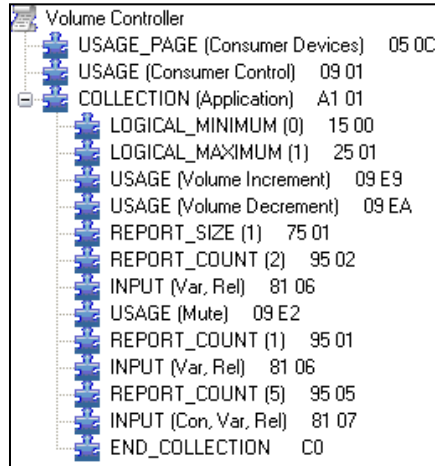 Volume Controller
USAGE_PAGE (Consumer Devices) 05 0C
USAGE (Consumer Control) 09 01
COLLECTION (Application) A1 01
LOGICAL_MINIMUM (0) 15 00
LOGICAL_MAXIMUM (1) 25 01
USAGE (Volume Increment) 09 E9
USAGE (Volume Decrement) 09 EA
REPORT_SIZE (1) 75 01
REPORT_COUNT (2) 95 02
INPUT (Var, Rel) 81 06
USAGE (Mute) 09 E2
REPORT_COUNT (1) 95 01
INPUT (Var, Rel) 81 06
REPORT_COUNT (5) 95 05
INPUT (Con, Var, Rel) 81 07
END_COLLECTION C0